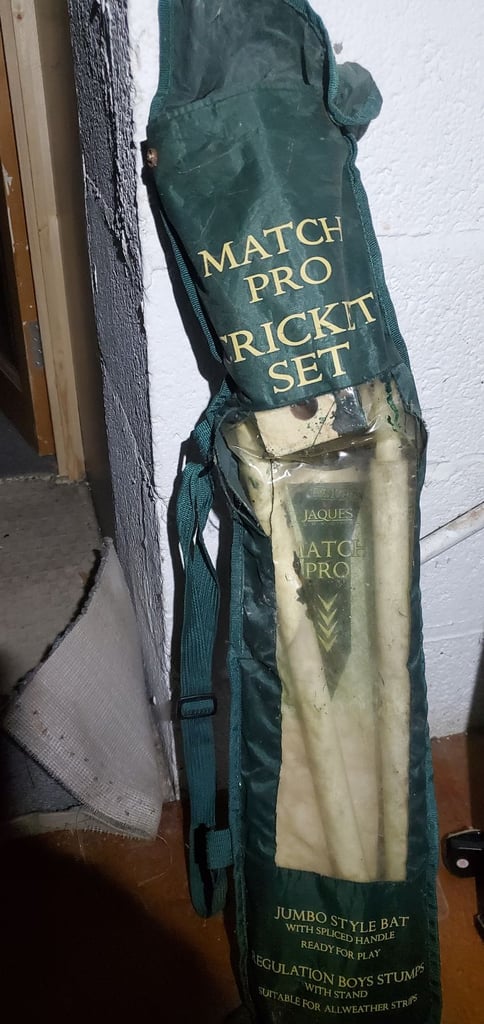 MATCH
PRO
CRICKET
SET
JAQUES
MATCH
PRO
JUMBO STYLE BAT
WITH SPLICED HANDLE
READY FOR PLAY
REGULATION BOYS STUMPS
WITH STAND
SUITABLE FOR ALLWEATHER STRIPS